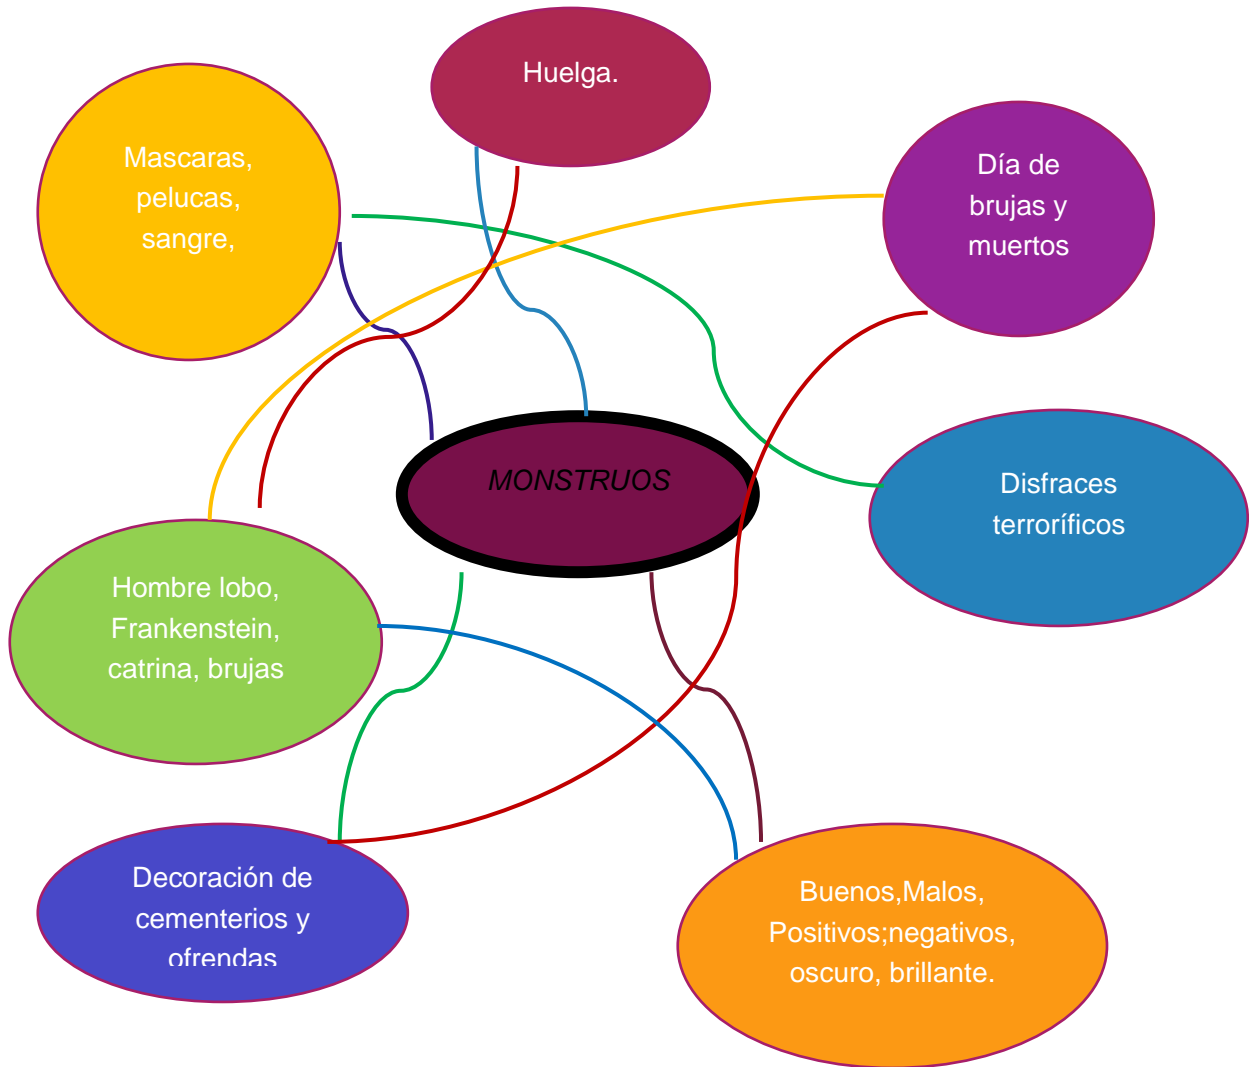 Huelga.
Mascaras,
pelucas,
sangre,
Día de
brujas y
muertos
MONSTRUOS
Disfraces
terroríficos
Hombre lobo,
Frankenstein,
catrina, brujas
Decoración de
cementerios y
ofrendas
Buenos,Malos,
Positivos;negativos,
oscuro, brillante.